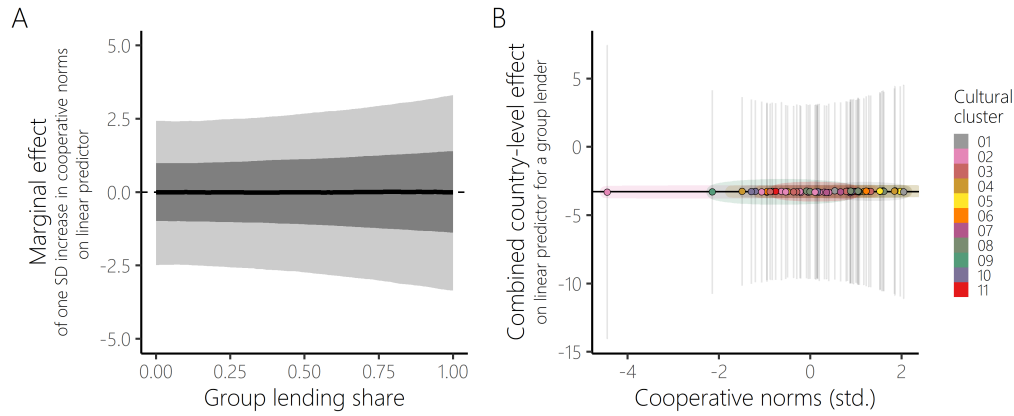 A
Marginal effect
of one SD increase in cooperative norms
on linear predictor
5.0
2.5
0.0
-2.5
-5.0
0.00 0.25 0.50 0.75 1.00
Group lending share
B
Combined country-level effect
on linear predictor for a group lender
5
0
-5
-10
-15
-4 -2 0 2
Cooperative norms (std.)
Cultural
cluster
01
02
03
04
05
06
07
08
09
10
11